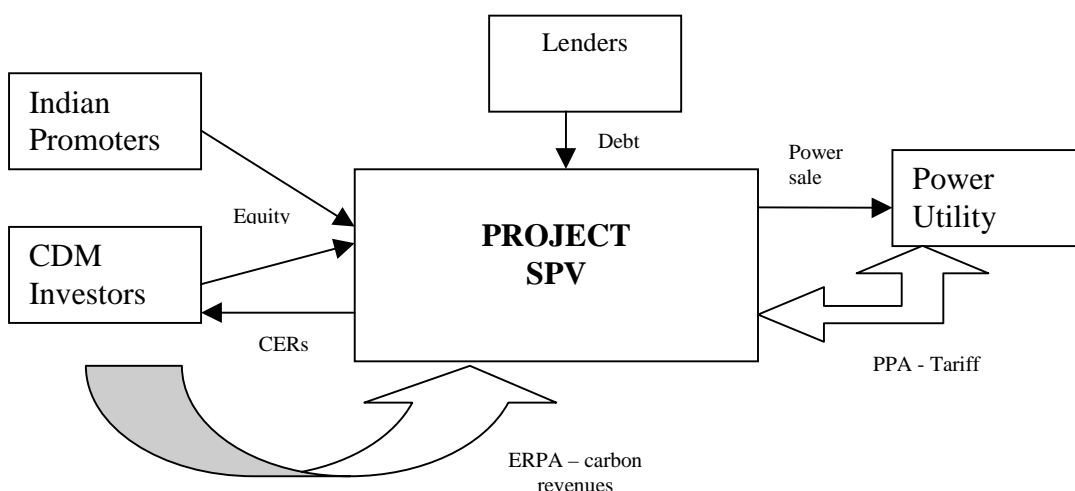 Lenders
Indian
Promoters
Debt
Power
sale
Power
Utility
Equity
PROJECT
SPV
CDM
Investors
CERs
PPA - Tariff
ERPA – carbon
revenues